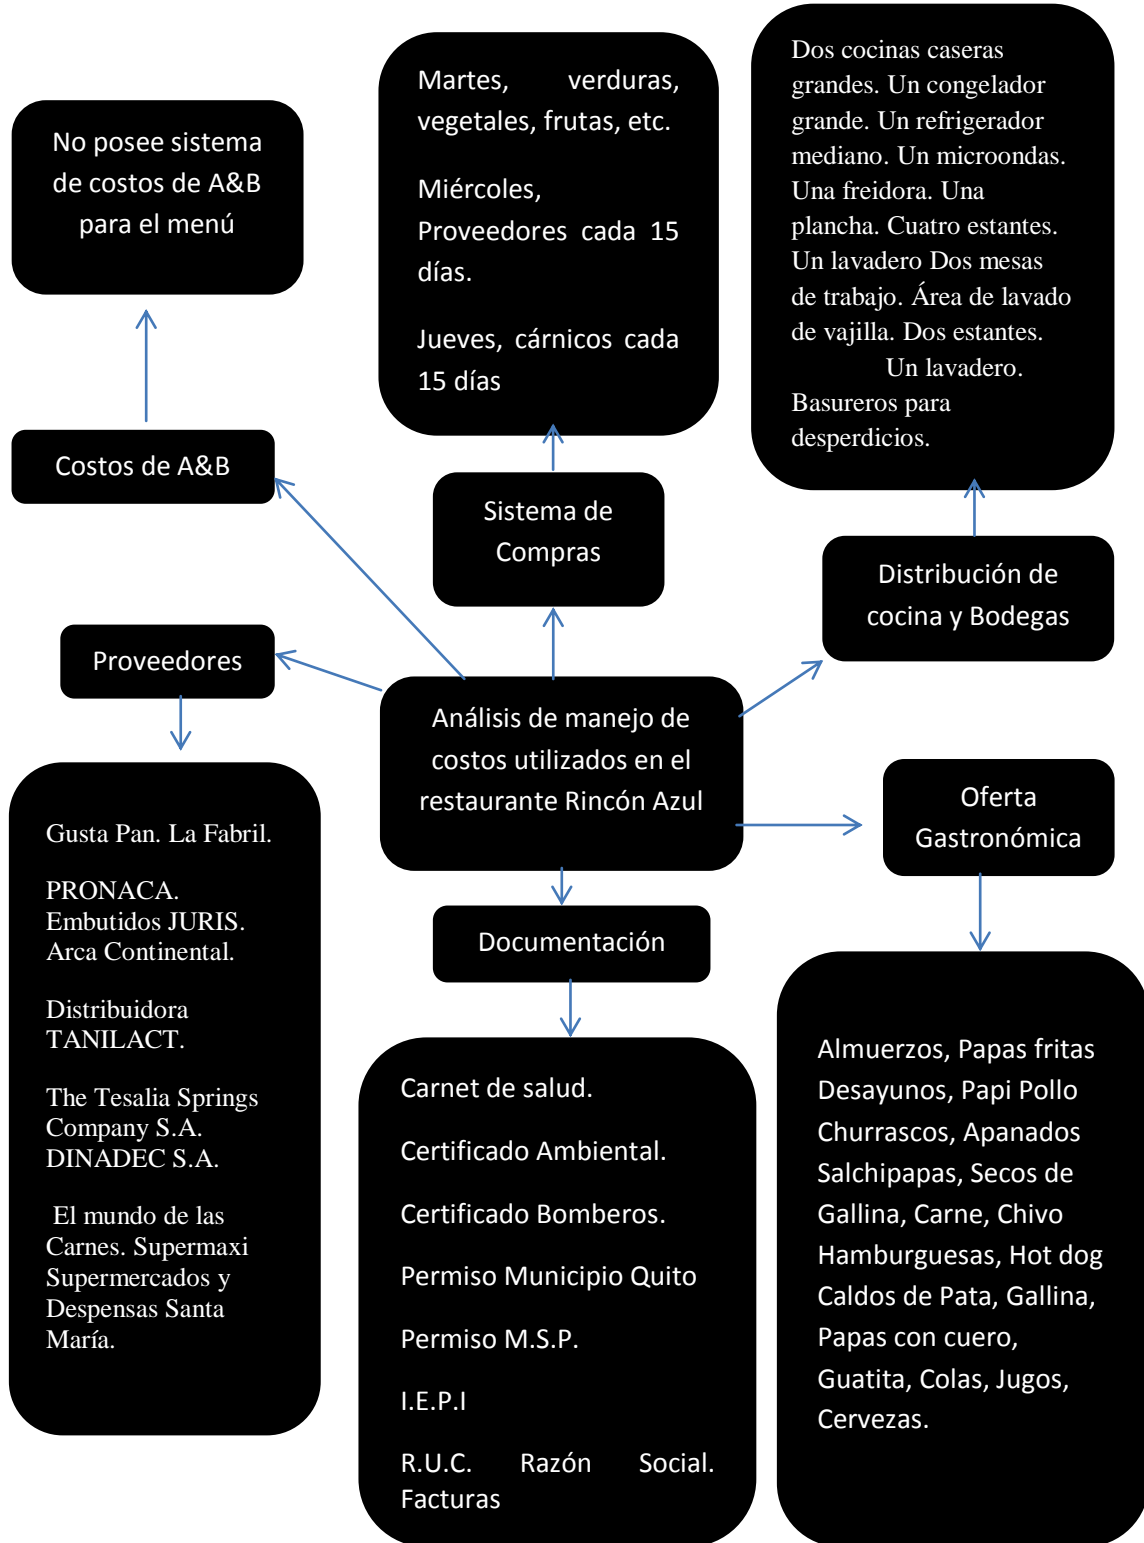 No posee sistema
de costos de A&B
para el menú
Martes, verduras,
vegetales, frutas, etc.
Miércoles,
Proveedores cada 15
días.
Jueves, cárnicos cada
15 días
Dos cocinas caseras
grandes. Un congelador
grande. Un refrigerador
mediano. Un microondas.
Una freidora. Una
plancha. Cuatro estantes.
Un lavadero Dos mesas
de trabajo. Área de lavado
de vajilla. Dos estantes.
Un lavadero.
Basureros para
desperdicios.
Costos de A&B
Sistema de
Compras
Distribución de
cocina y Bodegas
Proveedores
Análisis de manejo de
costos utilizados en el
restaurante Rincón Azul
Oferta
Gastronómica
Documentación
Gusta Pan. La Fabril.
PRONACA.
Embutidos JURIS.
Arca Continental.
Distribuidora
TANILACT.
The Tesalia Springs
Company S.A.
DINADEC S.A.
El mundo de las
Carnes. Supermaxi
Supermercados y
Despensas Santa
María.
Carnet de salud.
Certificado Ambiental.
Certificado Bomberos.
Permiso Municipio Quito
Permiso M.S.P.
I.E.P.I
R.U.C. Razón Social.
Facturas
Almuerzos, Papas fritas
Desayunos, Papi Pollo
Churrascos, Apanados
Salchipapas, Secos de
Gallina, Carne, Chivo
Hamburguesas, Hot dog
Caldos de Pata, Gallina,
Papas con cuero,
Guatita, Colas, Jugos,
Cervezas.